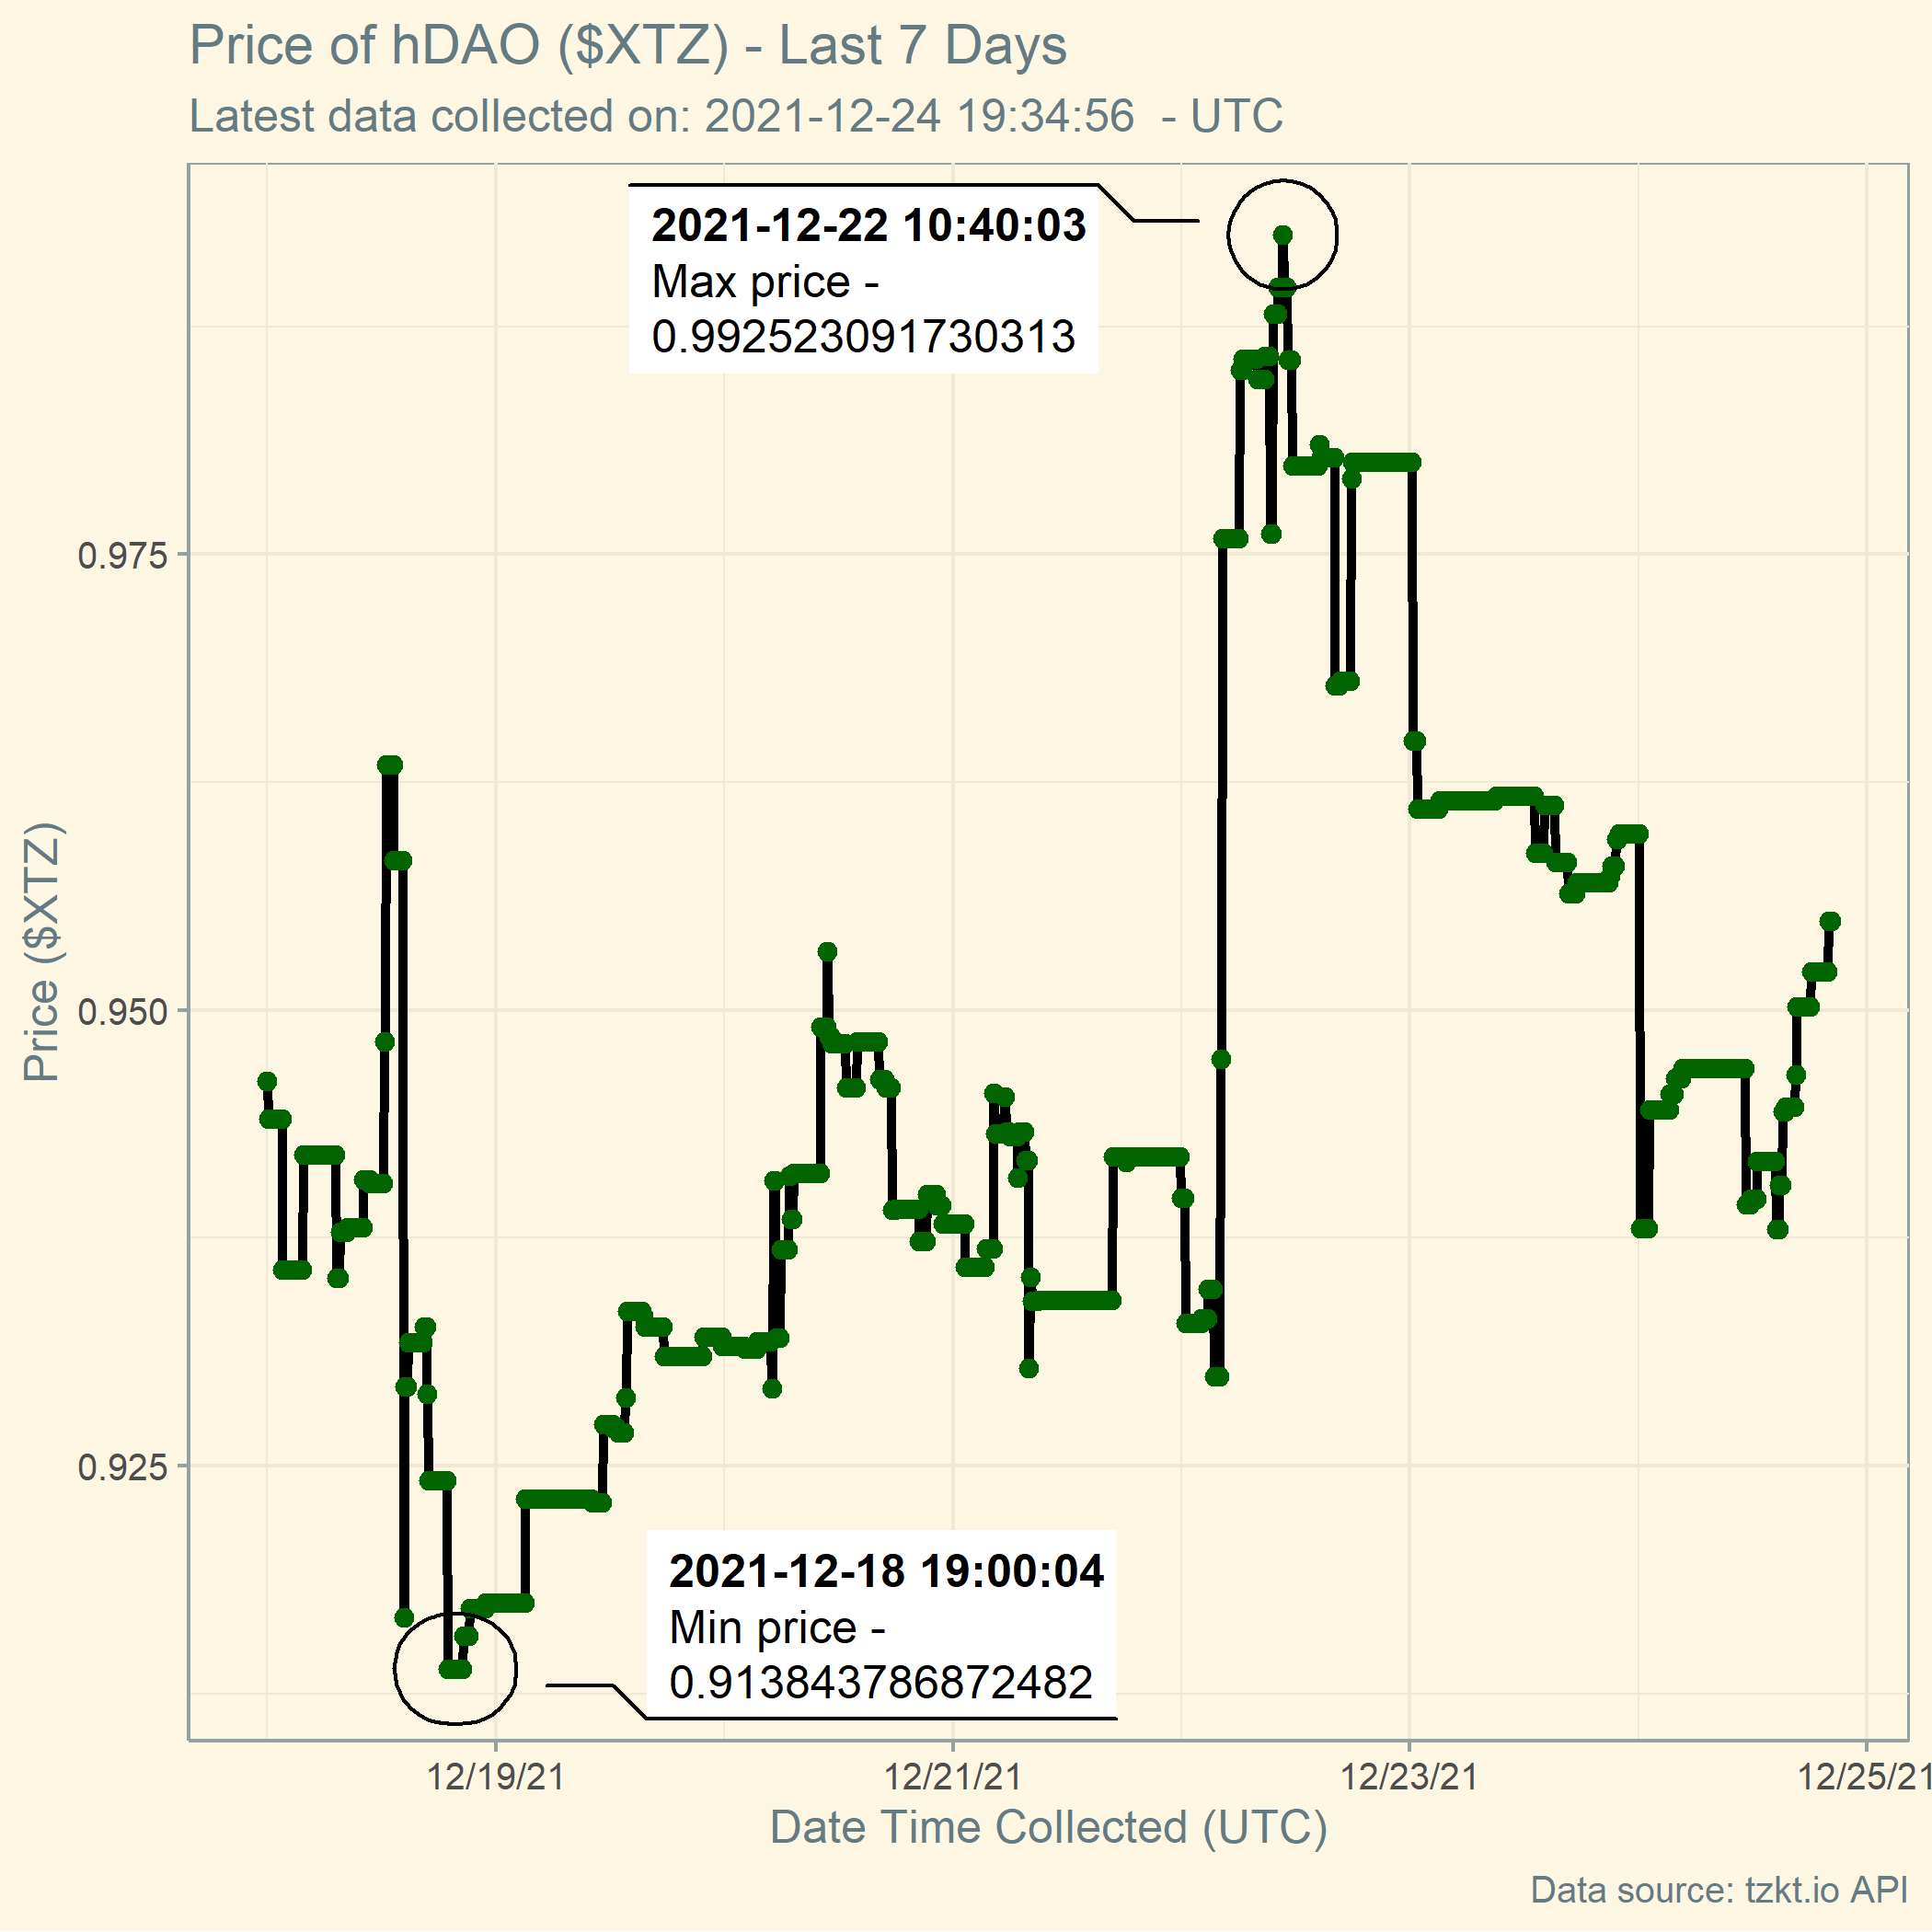 Price of hDAO ($XTZ) - Last 7 Days
Latest data collected on: 2021-12-24 19:34:56  - UTC
2021-12-22 10:40:03
Max price -
0.992523091730313
0.975
0.950
0.925
Price ($XTZ)
2021-12-18 19:00:04
Min price -
0.913843786872482
12/19/21
12/21/21
12/23/21
12/25/21
Date Time Collected (UTC)
Data source: tzkt.io API